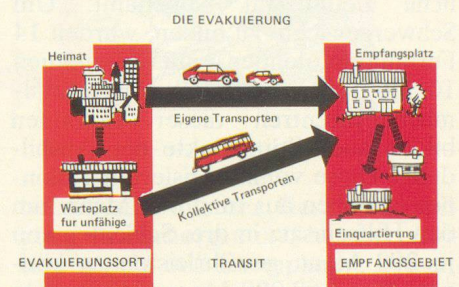 DIE EVAKUIERUNG
Heimat
Empfangsplatz
Eigene Transporten
Kollektive Transporten
Warteplatz
fur unfähige
Einquartierung
EVAKUIERUNGSORT
TRANSIT
EMPFANGSGEBIET